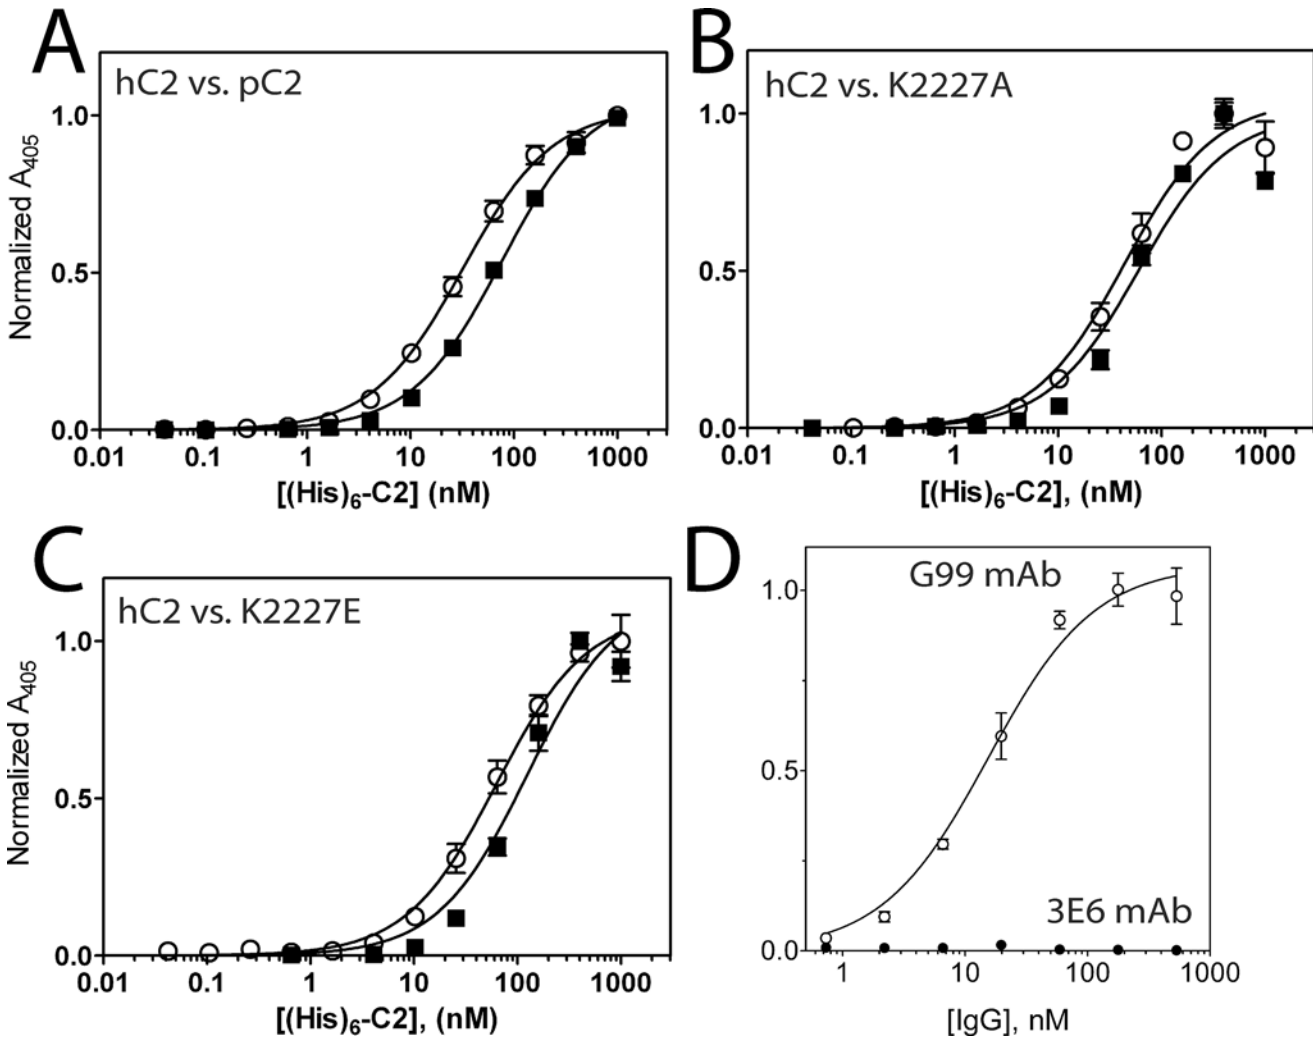 A
hC2 vs. pC2
Normalized A405
1.0
0.5
0.0
0.01 0.1 1 10 100 1000
[(His)6-C2] (nM)
B
hC2 vs. K2227A
1.0
0.5
0.0
0.01 0.1 1 10 100 1000
[(His)6-C2], (nM)
C
hC2 vs. K2227E
Normalized A405
1.0
0.5
0.0
0.01 0.1 1 10 100 1000
[(His)6-C2], (nM)
D
G99 mAb
1.0
0.5
3E6 mAb
0.0
1 10 100 1000
[IgG], nM